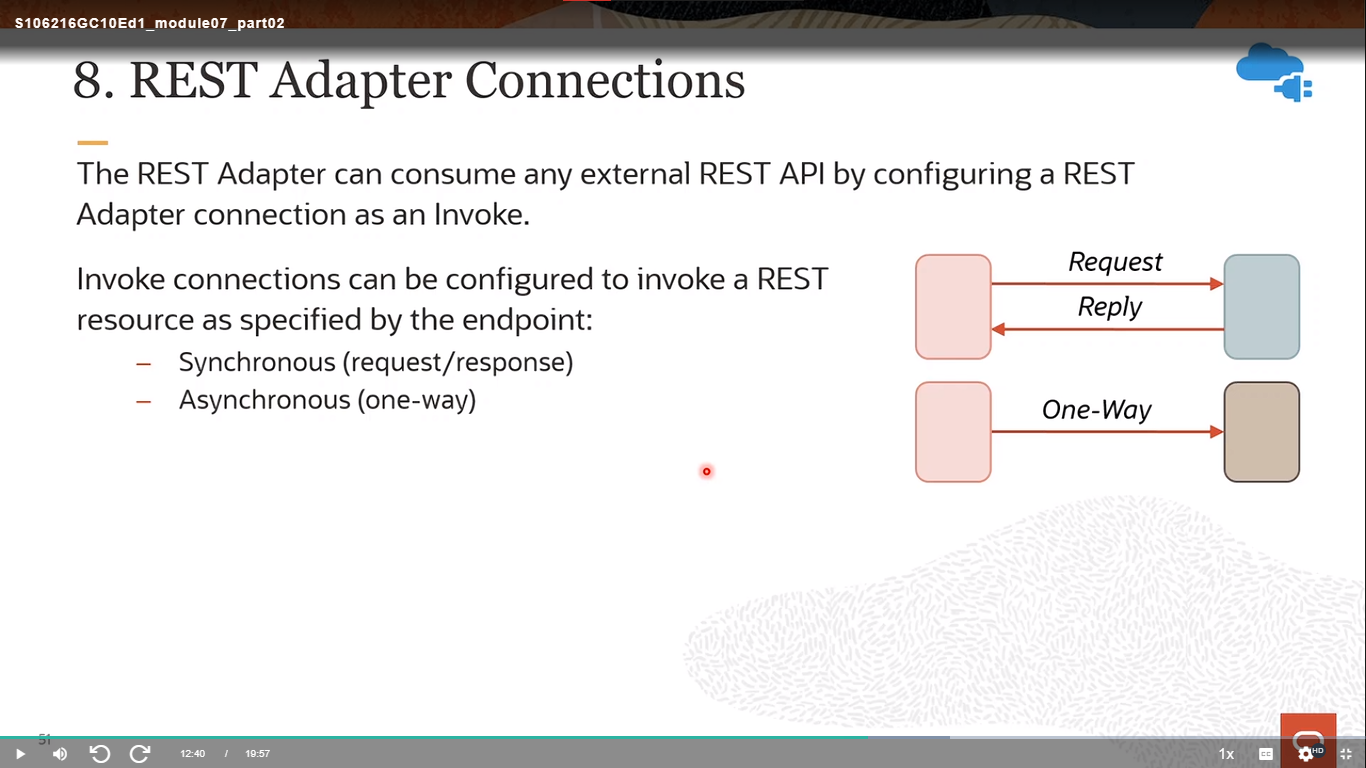 S106216GC10Ed1_module07_part02
8. REST Adapter Connections
The REST Adapter can consume any external REST API by configuring a REST
Adapter connection as an Invoke.
Invoke connections can be configured to invoke a REST
resource as specified by the endpoint:
– Synchronous (request/response)
– Asynchronous (one-way)
Request
Reply
One-Way
51
12:40 / 19:57
1x
CC
HD